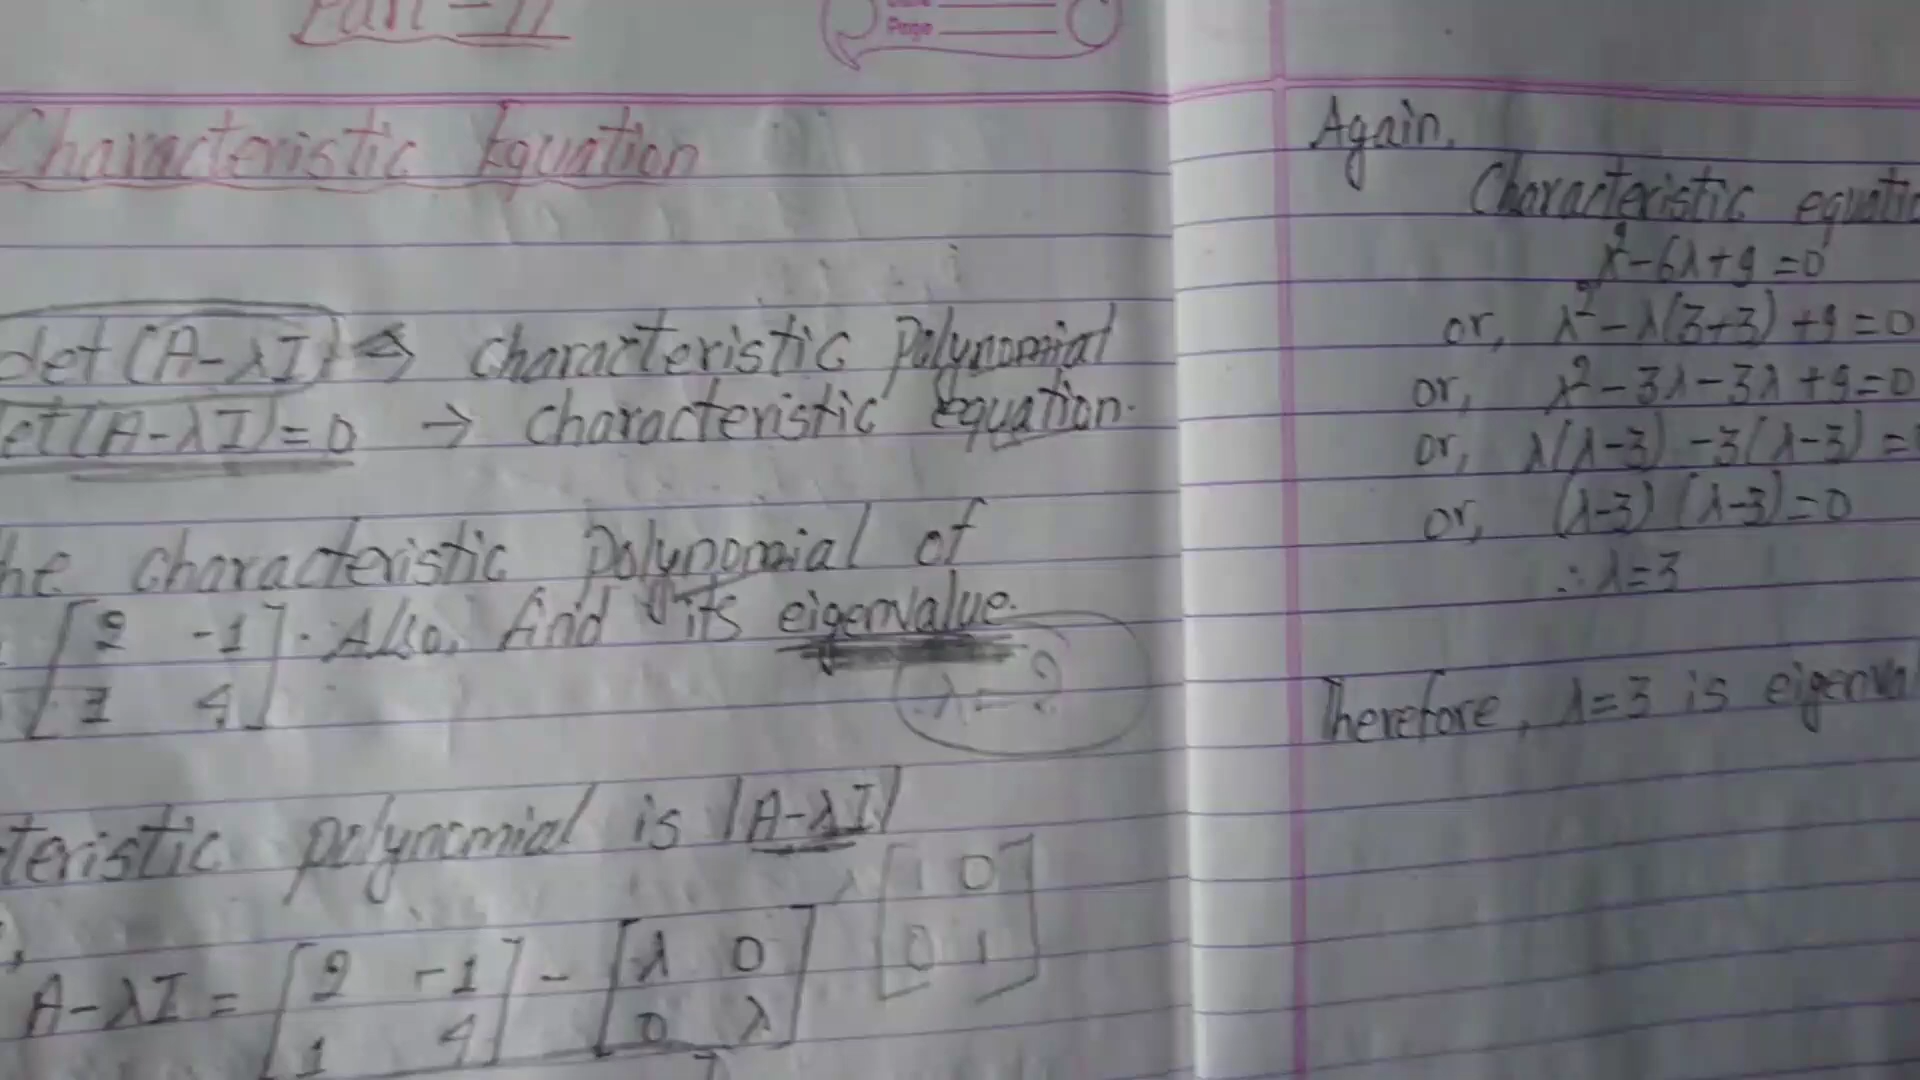 Part - II
Page
Characteristic Equation
det(A-λI) → characteristic polynomial
et(A-λI)=0 → characteristic equation.
he characteristic polynomial of
[2 -1]. Also, find its eigenvalue.
[1 4]
λ=?
teristic polynomial is |A-λI|
A-λI = [2 -1] - [λ 0] [1 0]
[1 4] [0 λ] [0 1]
Again,
Characteristic equatio
λ²-6λ+9=0
or, λ²-λ(3+3)+9=0
or, λ²-3λ-3λ+9=0
or, λ(λ-3)-3(λ-3)=
or, (λ-3)(λ-3)=0
∴λ=3
Therefore, λ=3 is eigenva